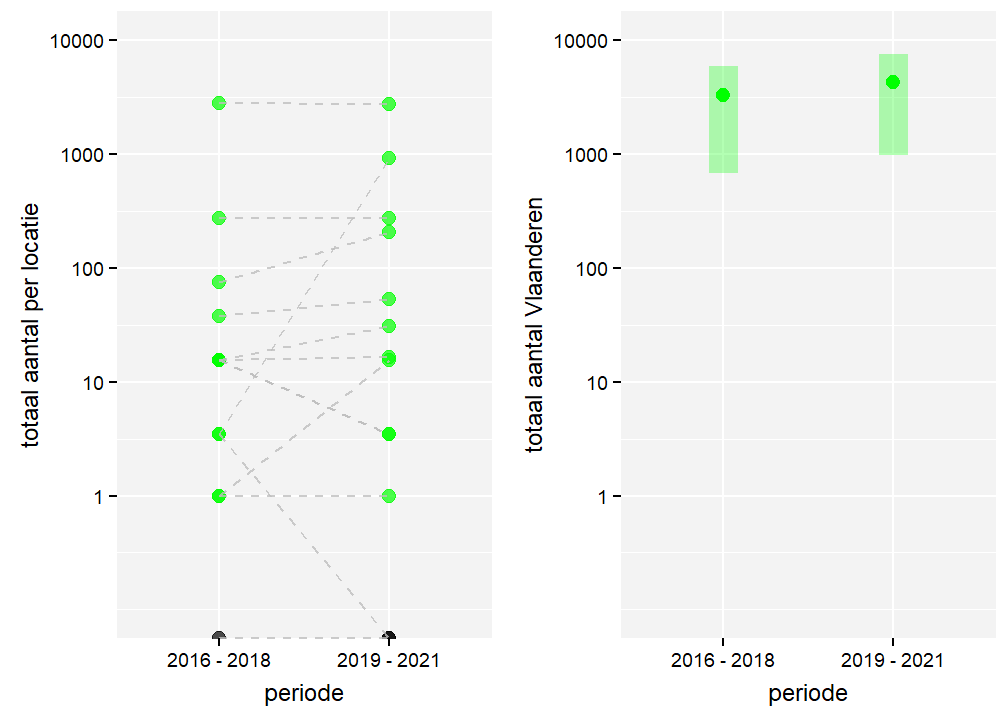 totaal aantal per locatie
10000
1000
100
10
1
2016 - 2018
2019 - 2021
periode
totaal aantal Vlaanderen
10000
1000
100
10
1
2016 - 2018
2019 - 2021
periode